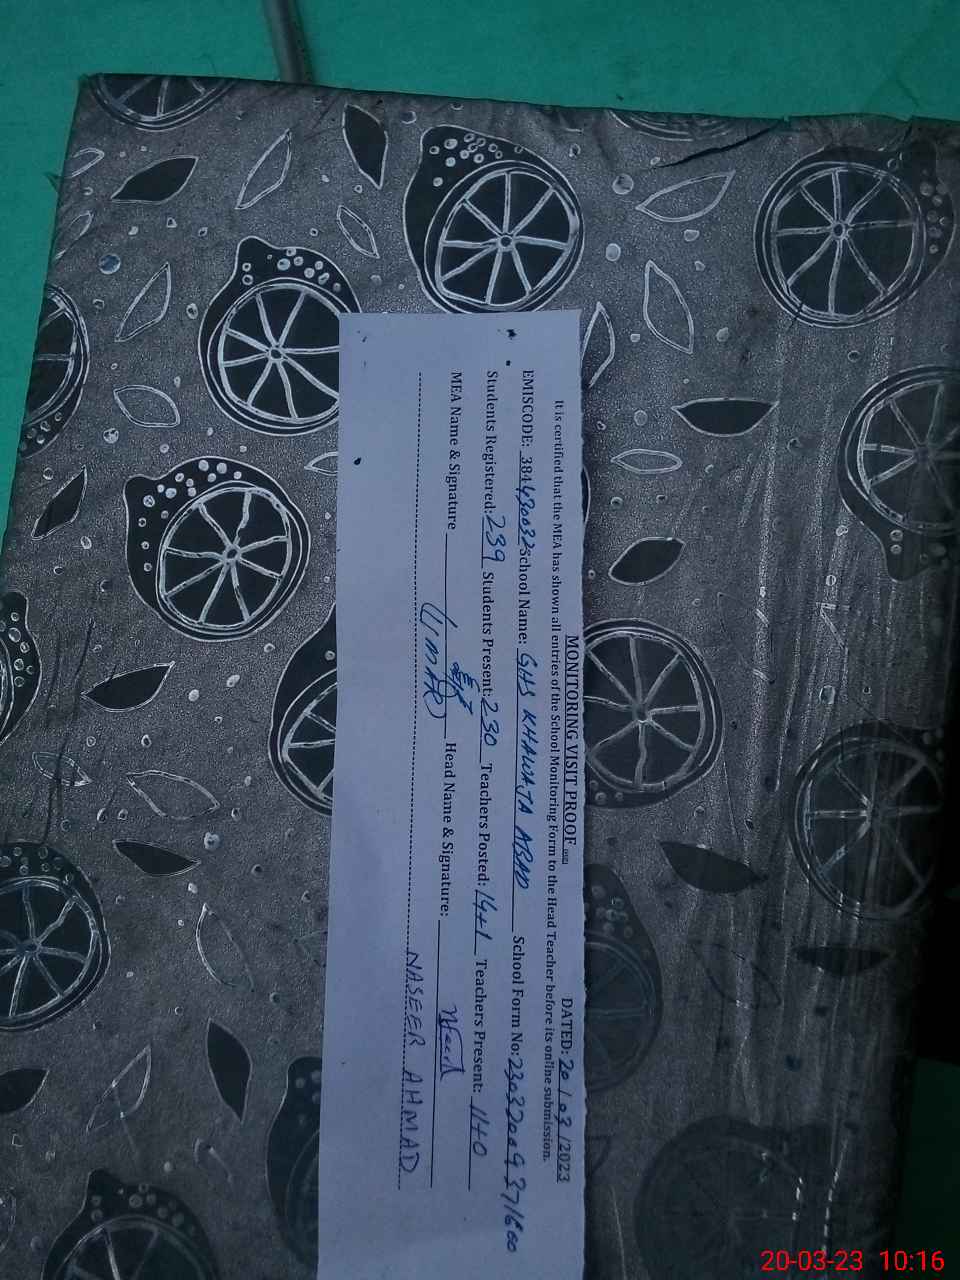 MONITORING VISIT PROOF
DATED: 20/03/2023
It is certified that the MEA has shown all entries of the School Monitoring Form to the Head Teacher before its online submission.
EMISCODE: 384430032 School Name: GHS KHAWAJA ABAD School Form No: 23032009371600
Students Registered: 239 Students Present: 230 Teachers Posted: 14+1 Teachers Present: 11+0
MEA Name & Signature Head Name & Signature:
(UMAR) NASEER AHMAD
20-03-23 10:16